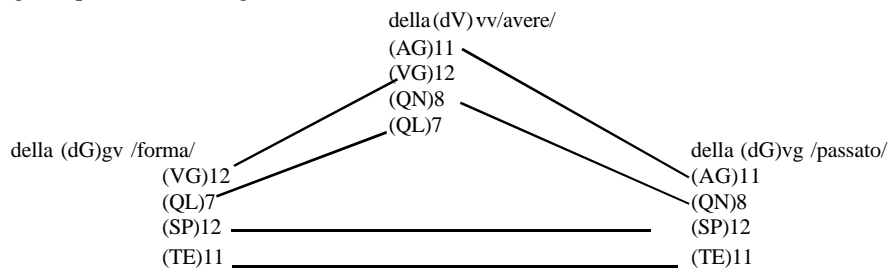 della (dV) vv/avere/
(AG)11
(VG)12
(QN)8
(QL)7
della (dG)gv /forma/
(VG)12
(QL)7
(SP)12
(TE)11
della (dG)vg /passato/
(AG)11
(QN)8
(SP)12
(TE)11